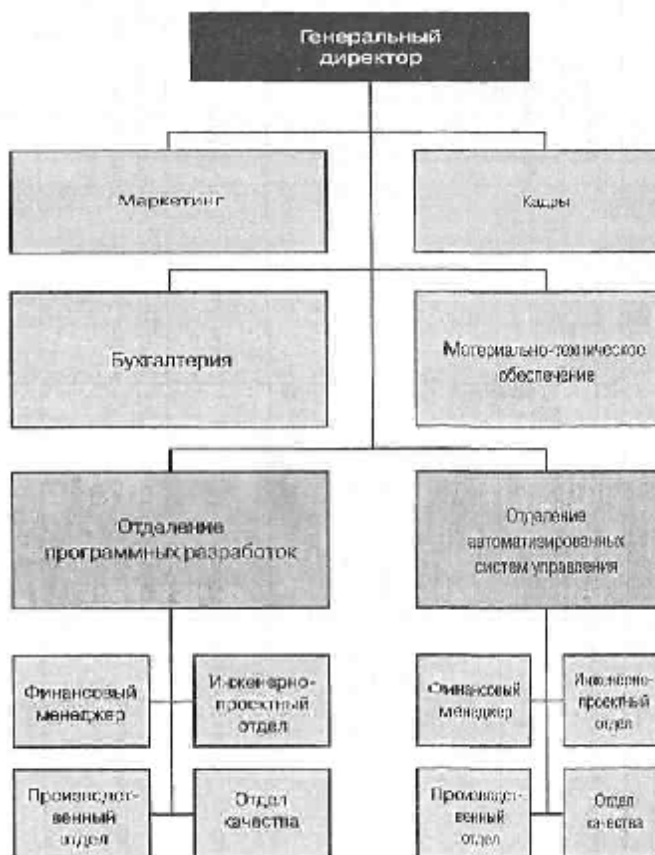 Генеральный
директор
Маркетинг
Кадры
Бухгалтерия
Материально-техническое
обеспечение
Отделение
программных разработок
Отделение
автоматизированных
систем управления
Финансовый
менеджер
Инженерно-
проектный
отдел
Финансовый
менеджер
Инженерно-
проектный
отдел
Производст-
венный
отдел
Отдел
качества
Производст-
венный
отдел
Отдел
качества